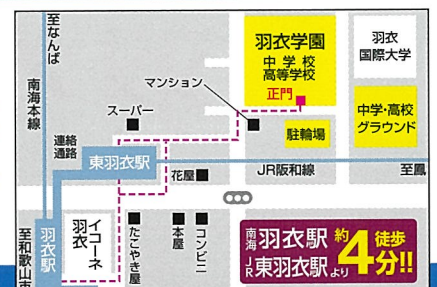 至なんば
南海本線
羽衣学園
中学校
高等学校
正門
羽衣
国際大学
マンション
スーパー
連絡
通路
東羽衣駅
駐輪場
中学・高校
グラウンド
花屋
JR阪和線
至鳳
羽衣駅
至和歌山市
イコーネ
羽衣
たこやき屋
本屋
コンビニ
南海羽衣駅
JR東羽衣駅より
約4分!!
徒歩